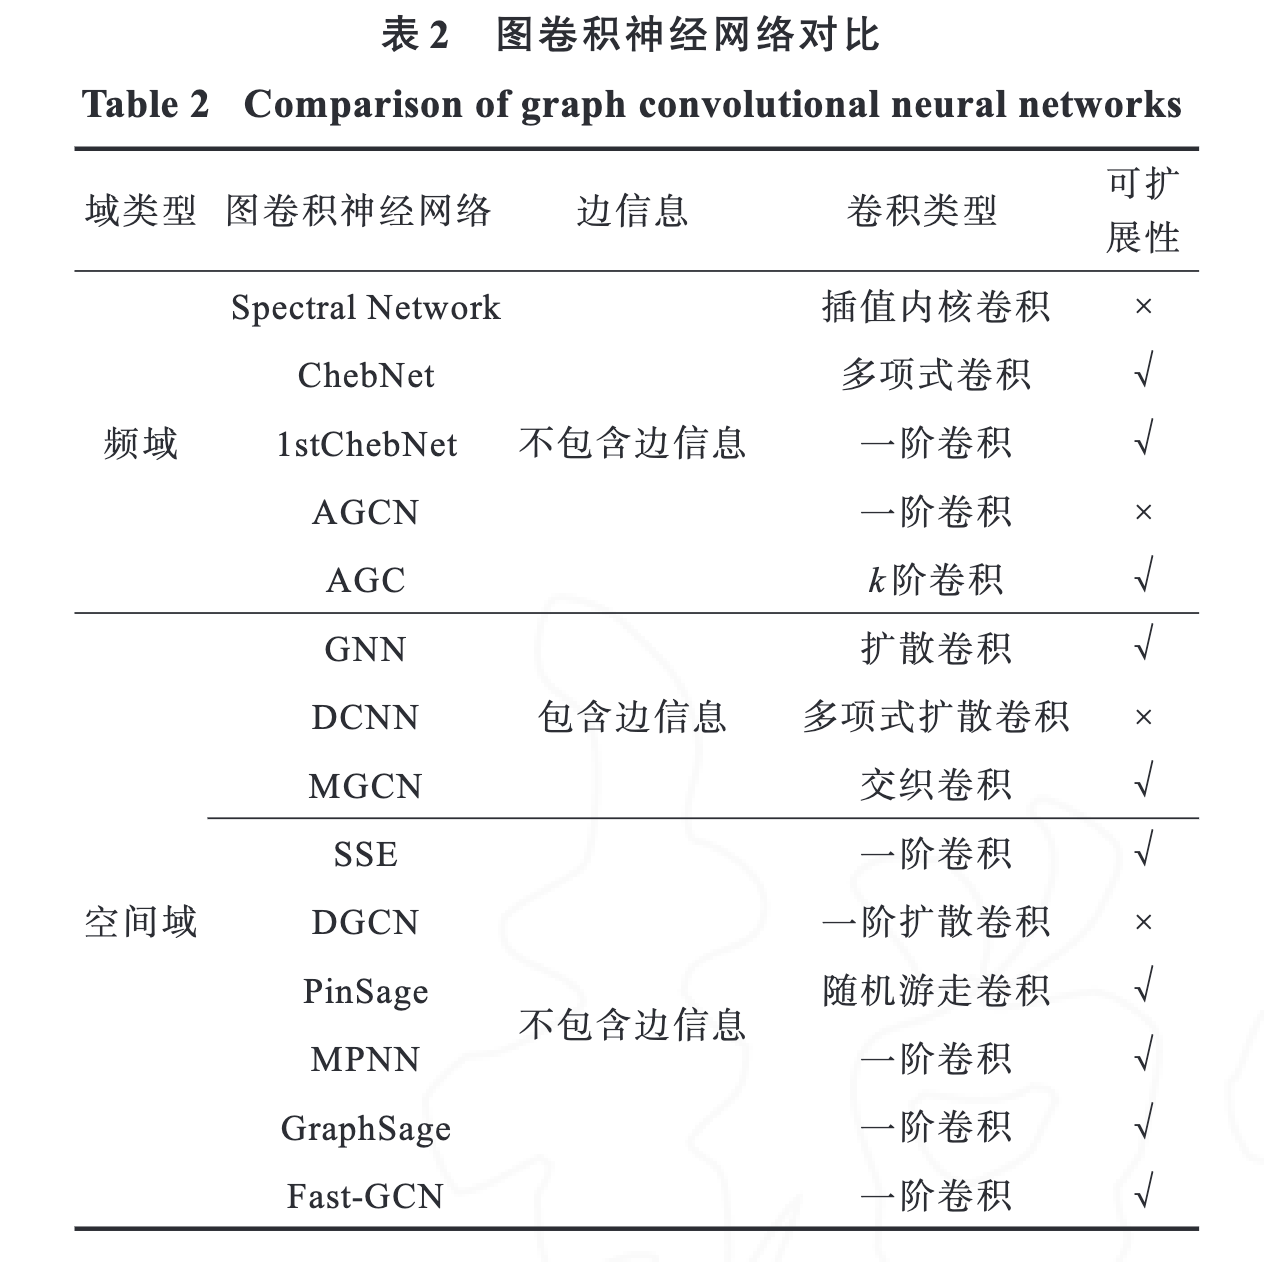 表 2 图卷积神经网络对比
Table 2 Comparison of graph convolutional neural networks
域类型 图卷积神经网络 边信息 卷积类型 可扩展性
Spectral Network 插值内核卷积 ×
ChebNet 多项式卷积 √
频域 1stChebNet 不包含边信息 一阶卷积 √
AGCN 一阶卷积 ×
AGC k阶卷积 √
GNN 扩散卷积 √
DCNN 包含边信息 多项式扩散卷积 ×
MGCN 交织卷积 √
SSE 一阶卷积 √
空间域 DGCN 一阶扩散卷积 ×
PinSage 随机游走卷积 √
不包含边信息
MPNN 一阶卷积 √
GraphSage 一阶卷积 √
Fast-GCN 一阶卷积 √